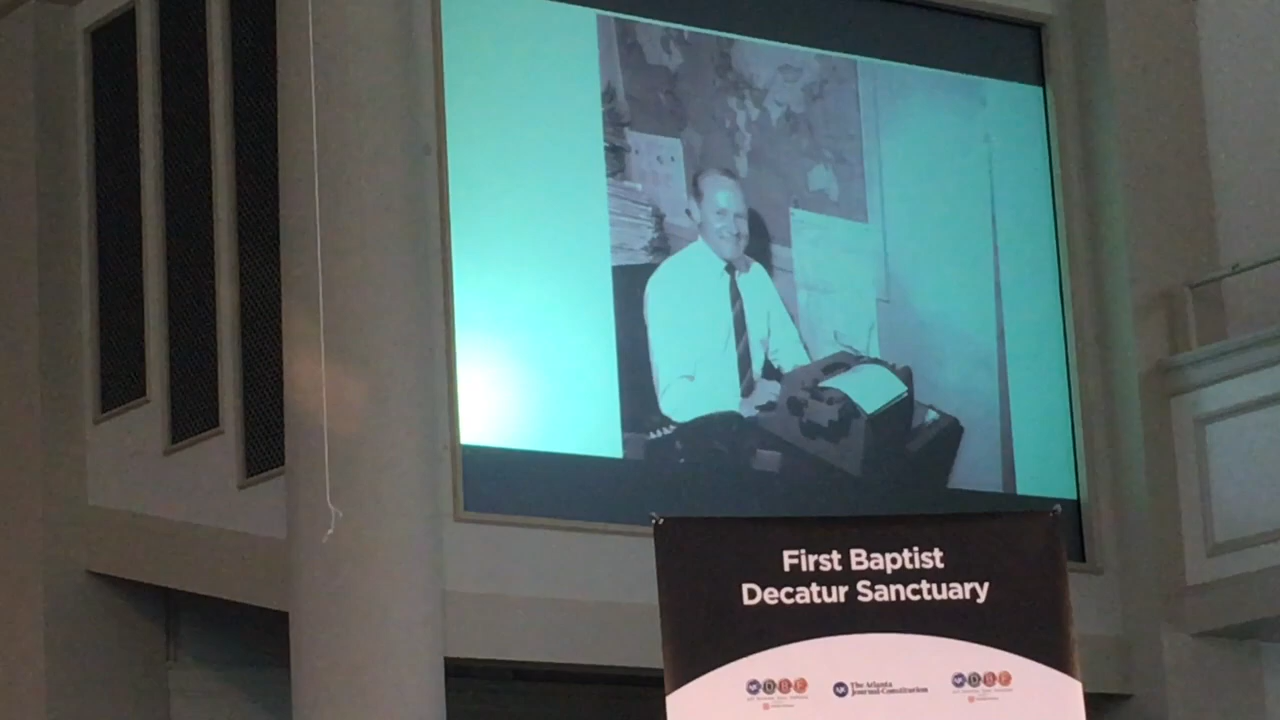 First Baptist
Decatur Sanctuary
The Atlanta
Journal-Constitution